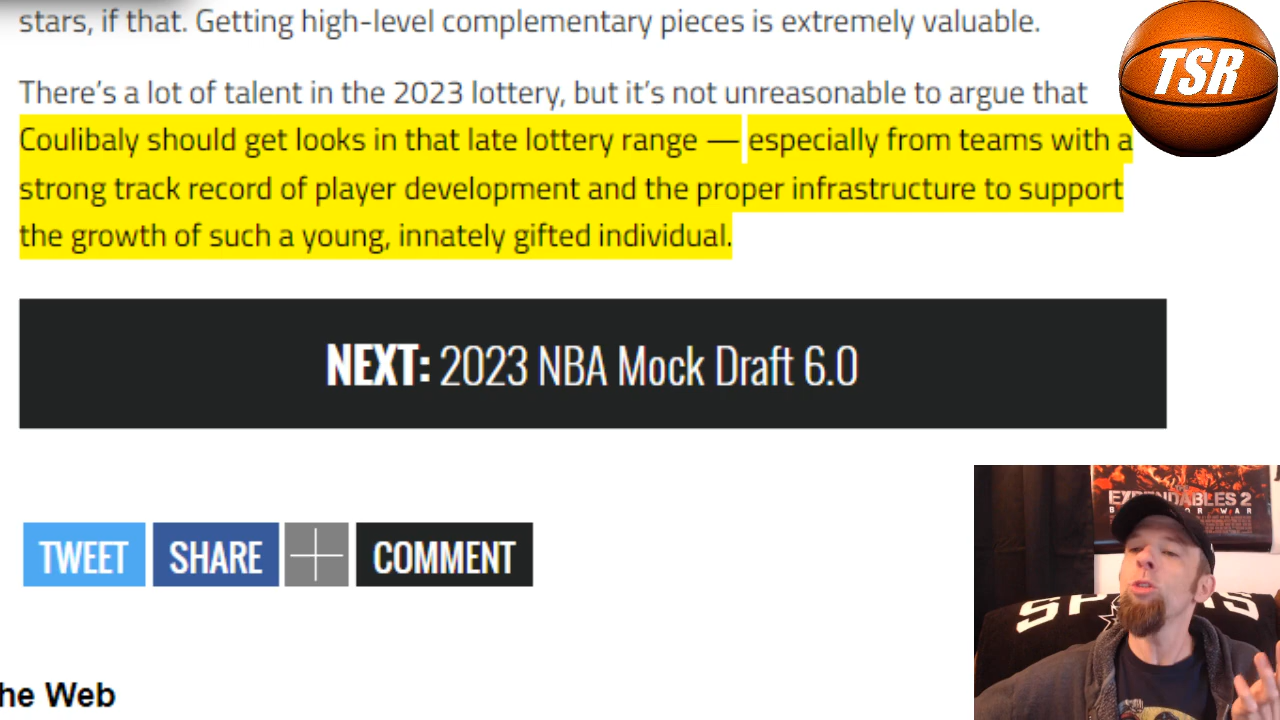 stars, if that. Getting high-level complementary pieces is extremely valuable.
TSR
There's a lot of talent in the 2023 lottery, but it's not unreasonable to argue that
Coulibaly should get looks in that late lottery range — especially from teams with a
strong track record of player development and the proper infrastructure to support
the growth of such a young, innately gifted individual.
NEXT: 2023 NBA Mock Draft 6.0
TWEET SHARE COMMENT
THE
EXPENDABLES 2
he Web